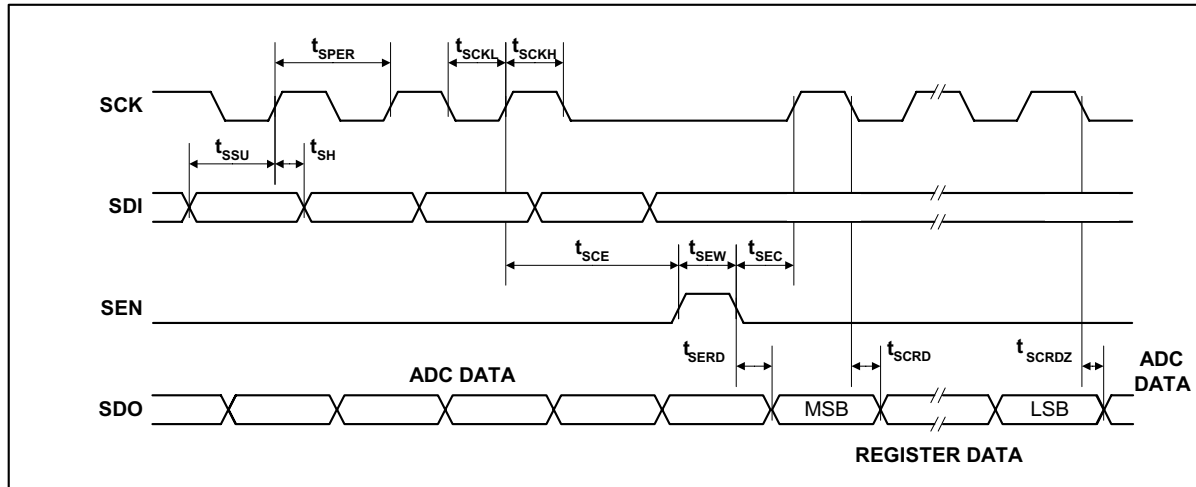 tSPER
tSCKL tSCKH
SCK
tSSU tSH
SDI
tSCE tSEW tSEC
SEN
tSERD tSCRD tSCRDZ
ADC DATA
ADC DATA
SDO MSB LSB
REGISTER DATA